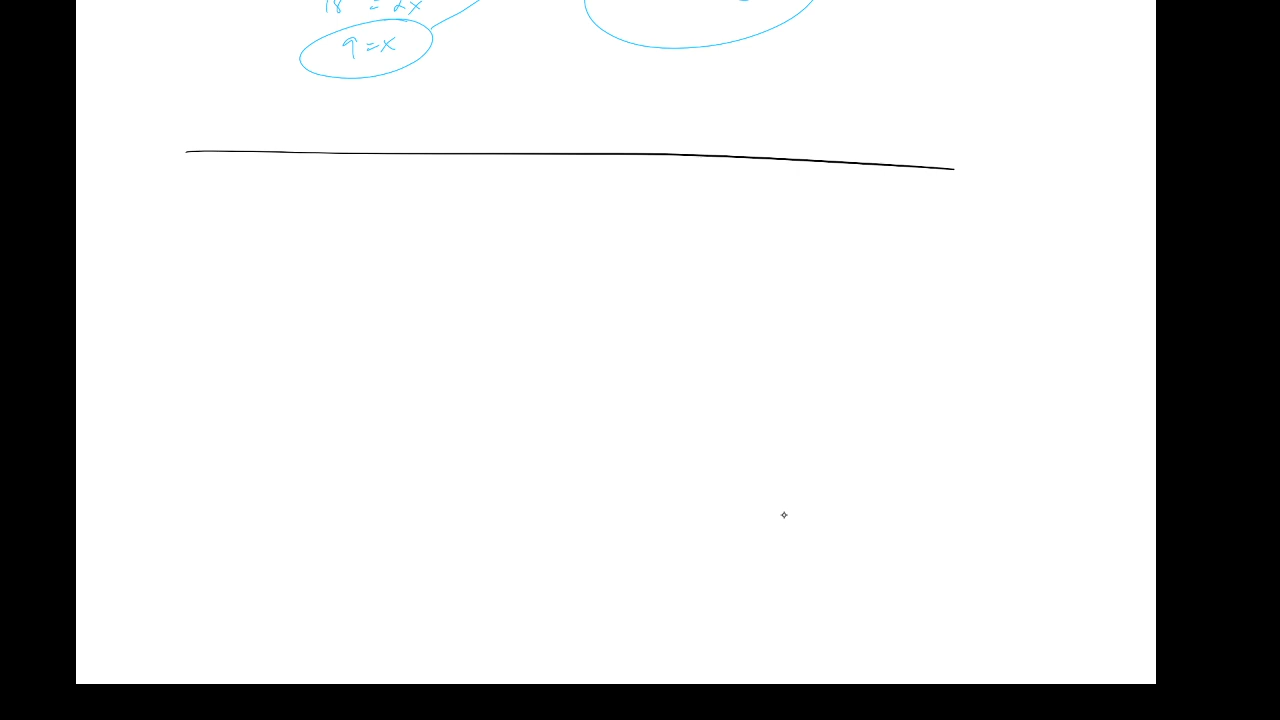 18 = 2x
9 = x